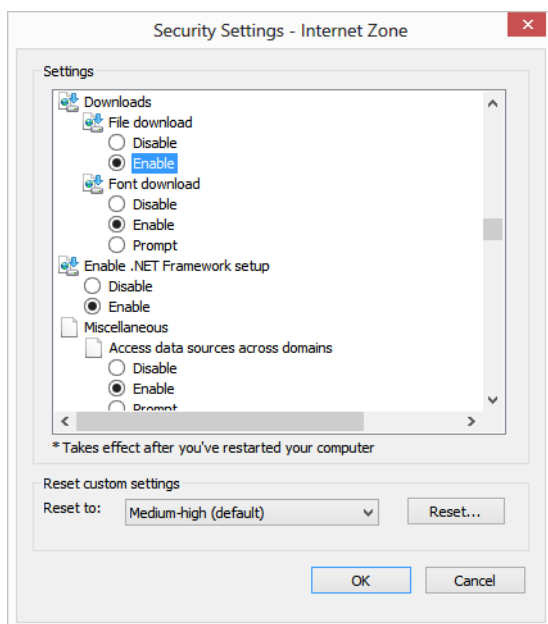 Security Settings - Internet Zone
Settings
Downloads
File download
Disable
Enable
Font download
Disable
Enable
Prompt
Enable .NET Framework setup
Disable
Enable
Miscellaneous
Access data sources across domains
Disable
Enable
Prompt
* Takes effect after you've restarted your computer
Reset custom settings
Reset to: Medium-high (default) Reset...
OK Cancel